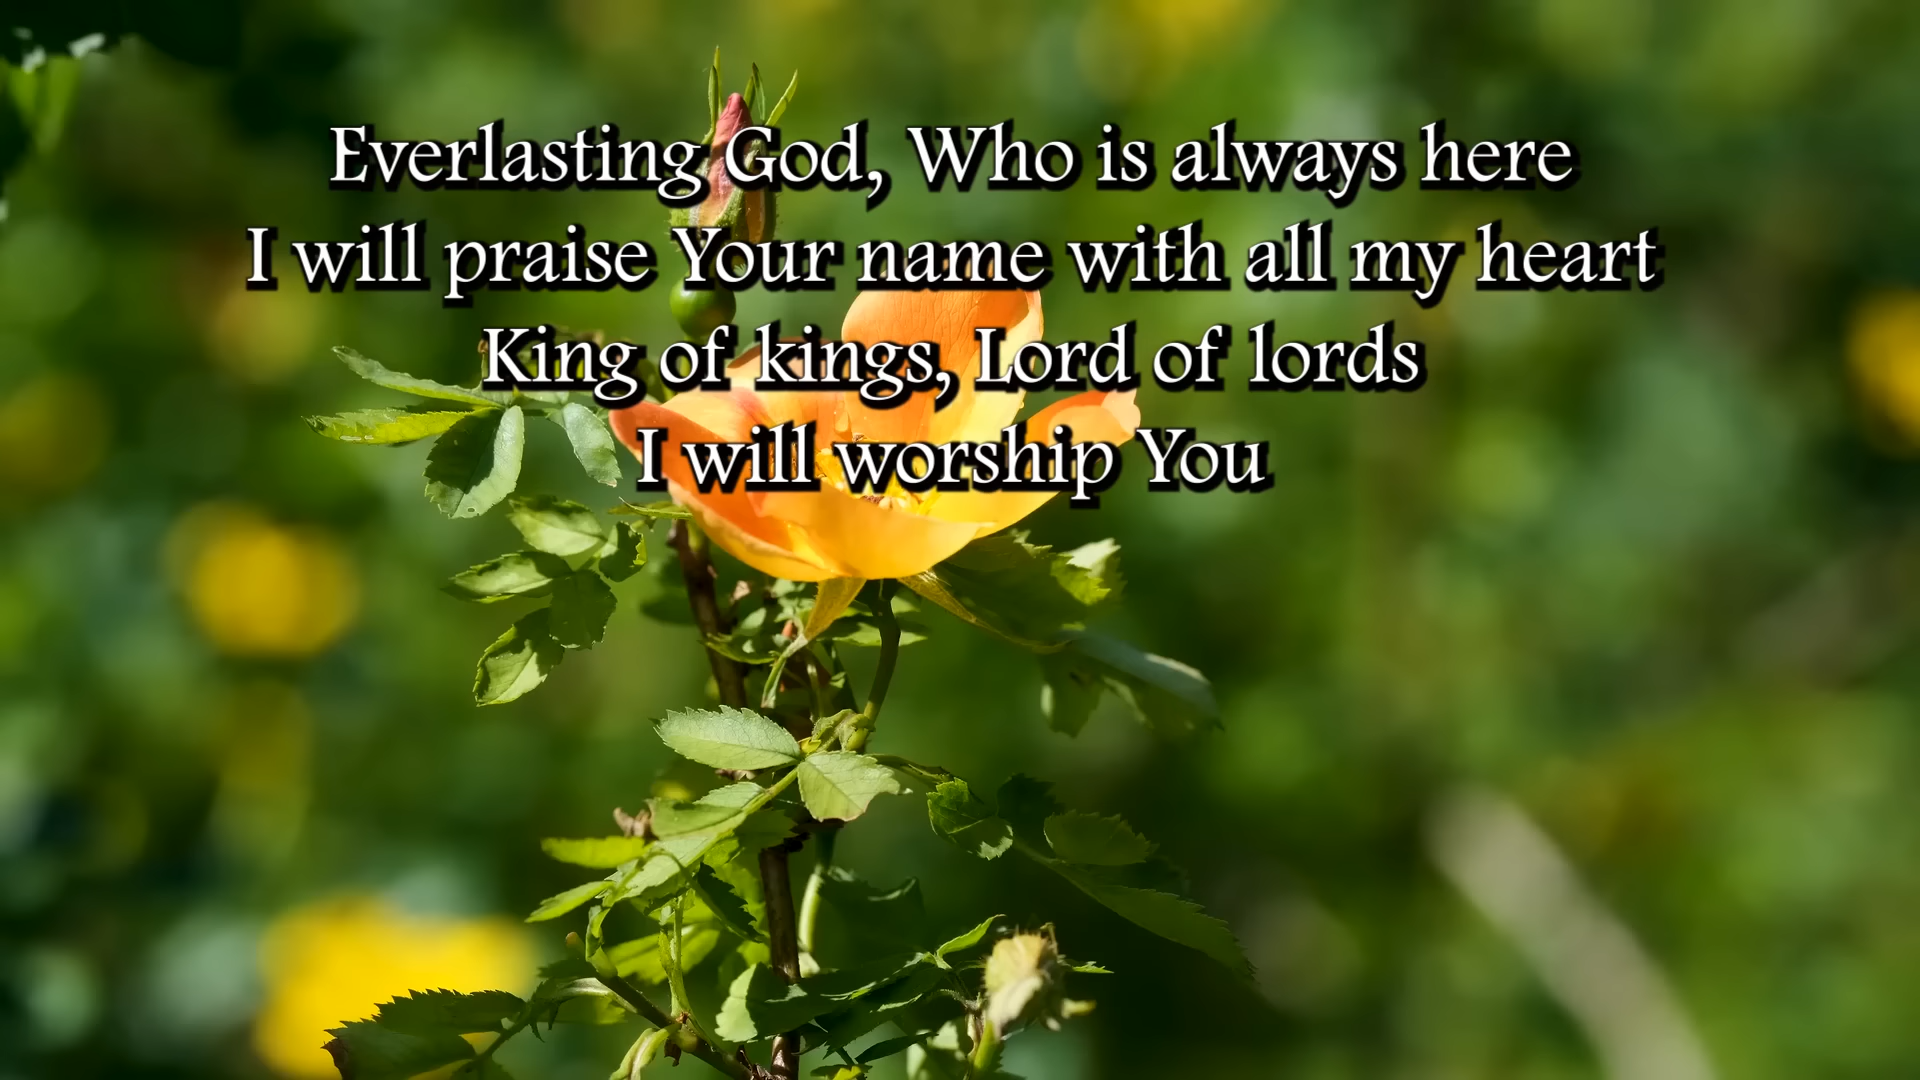 Everlasting God, Who is always here
I will praise Your name with all my heart
King of kings, Lord of lords
I will worship You